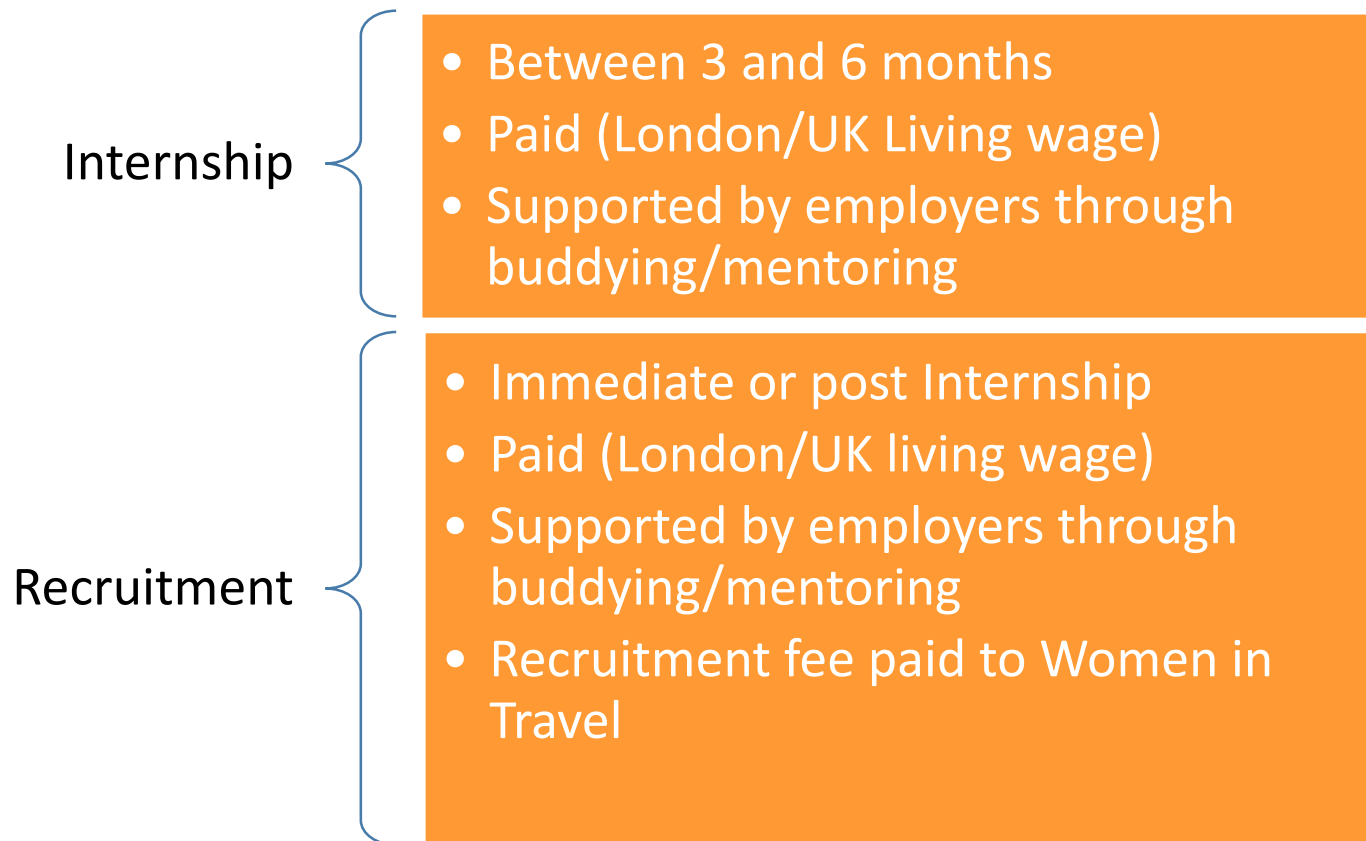 Internship
• Between 3 and 6 months
• Paid (London/UK Living wage)
• Supported by employers through
buddying/mentoring
Recruitment
• Immediate or post Internship
• Paid (London/UK living wage)
• Supported by employers through
buddying/mentoring
• Recruitment fee paid to Women in
Travel